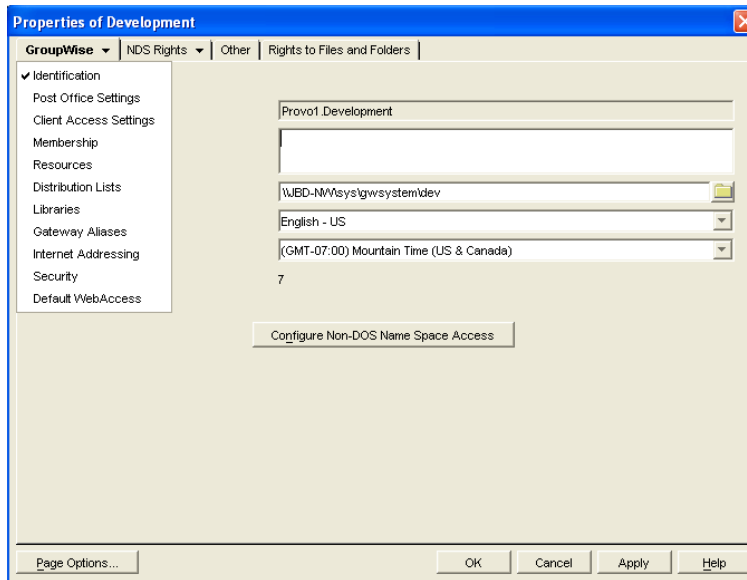 Properties of Development
GroupWise NDS Rights Other Rights to Files and Folders
Identification
Post Office Settings
Client Access Settings
Membership
Resources
Distribution Lists
Libraries
Gateway Aliases
Internet Addressing
Security
Default WebAccess
Provo1.Development
\\JBD-NW\sys\gwsystem\dev
English - US
(GMT-07:00) Mountain Time (US & Canada)
7
Configure Non-DOS Name Space Access
Page Options... OK Cancel Apply Help